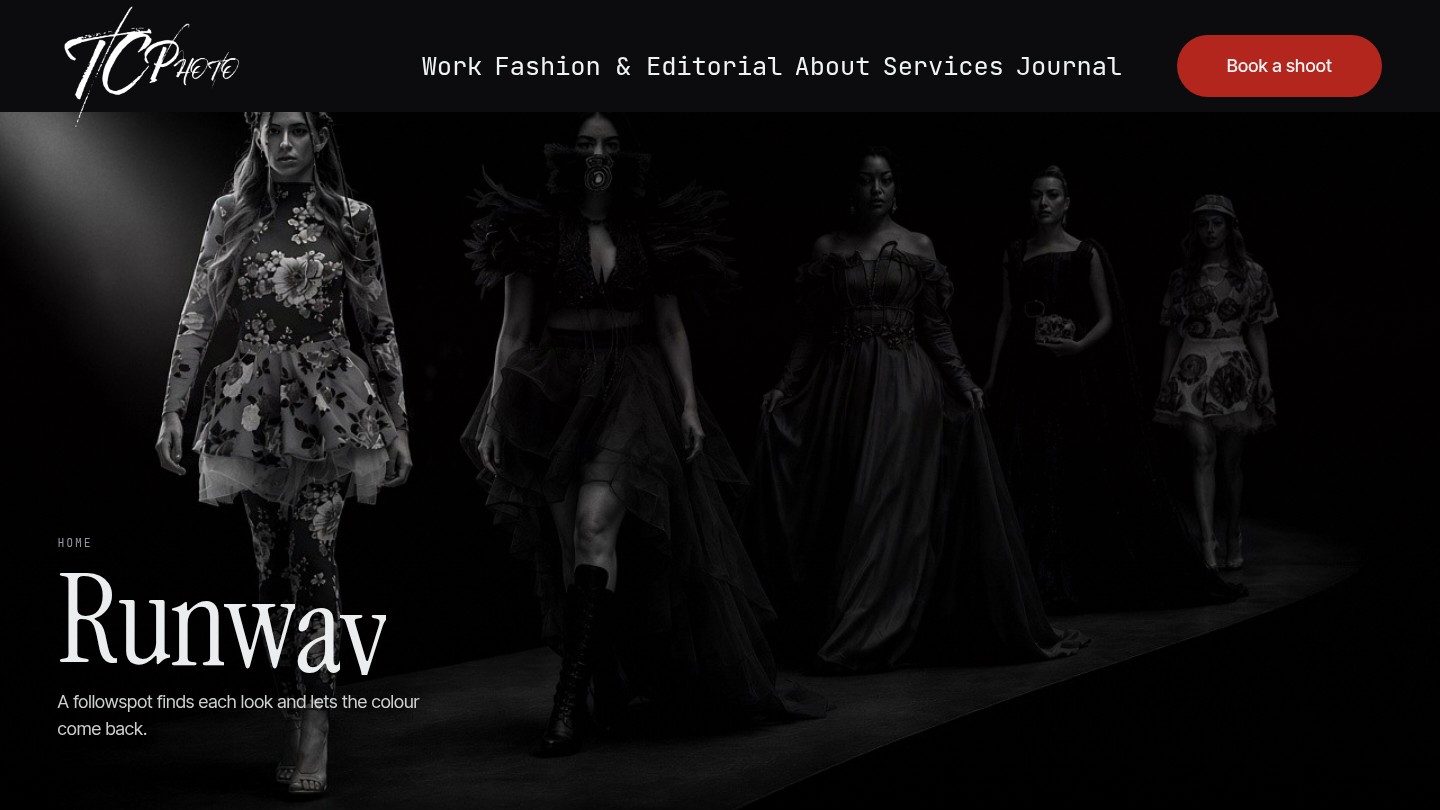 TCPHOTO
Work Fashion & Editorial About Services Journal
Book a shoot
HOME
Runway
A followspot finds each look and lets the colour
come back.